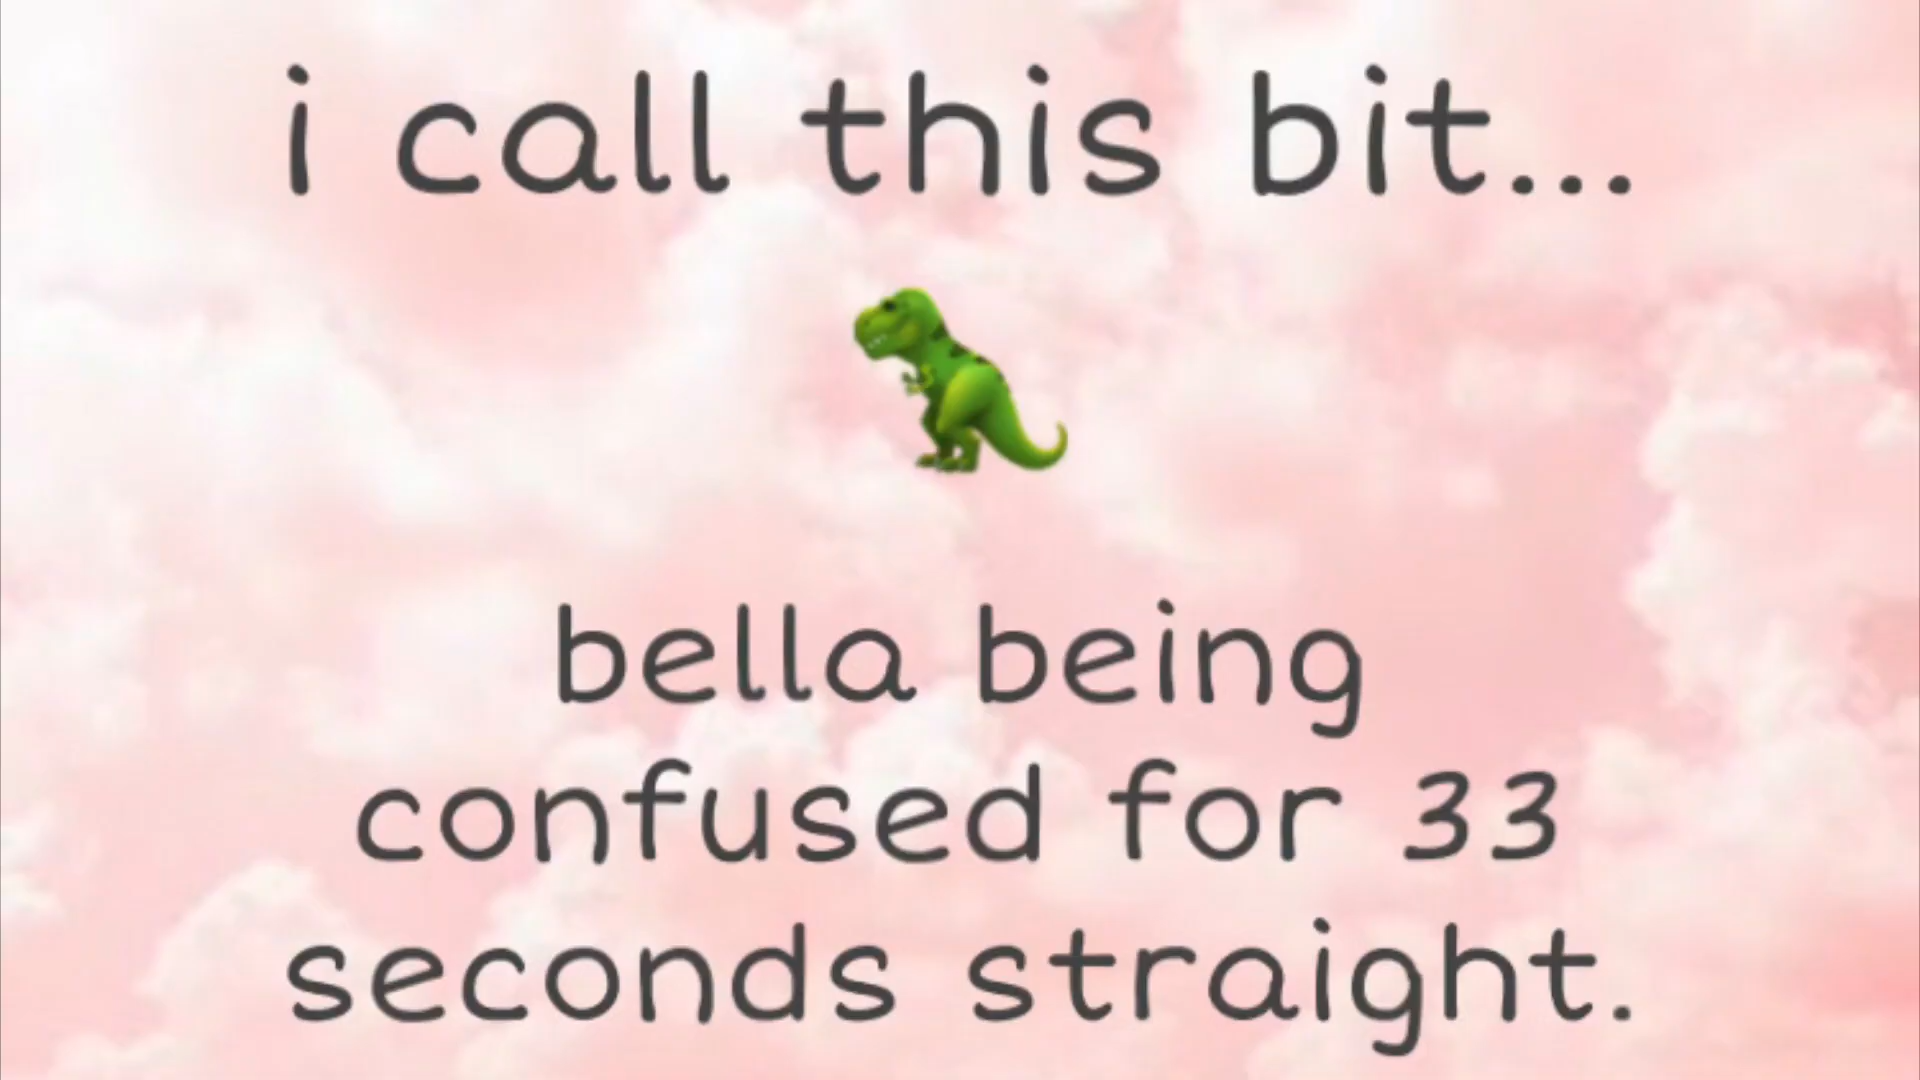 i call this bit...
bella being
confused for 33
seconds straight.